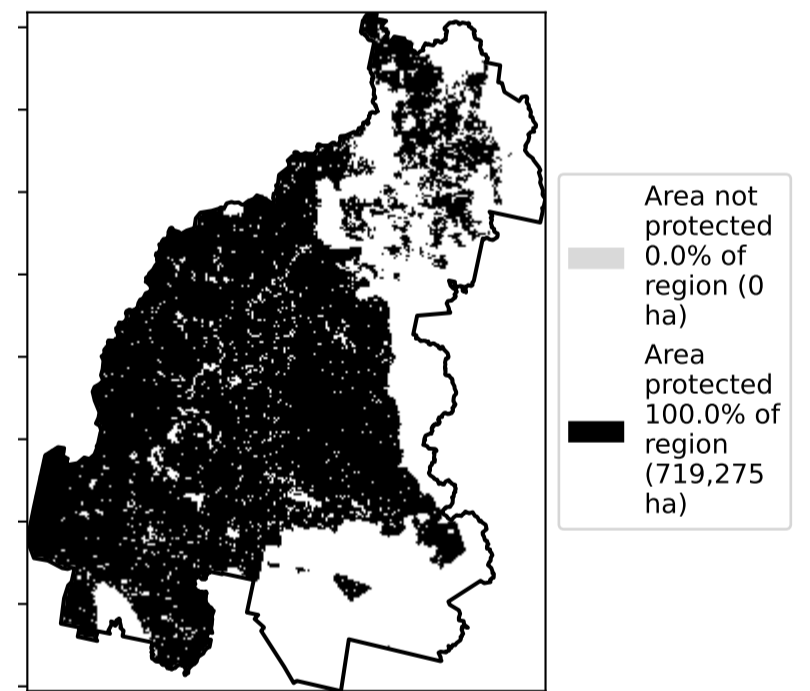 Area not
protected
0.0% of
region (0
ha)
Area
protected
100.0% of
region
(719,275
ha)